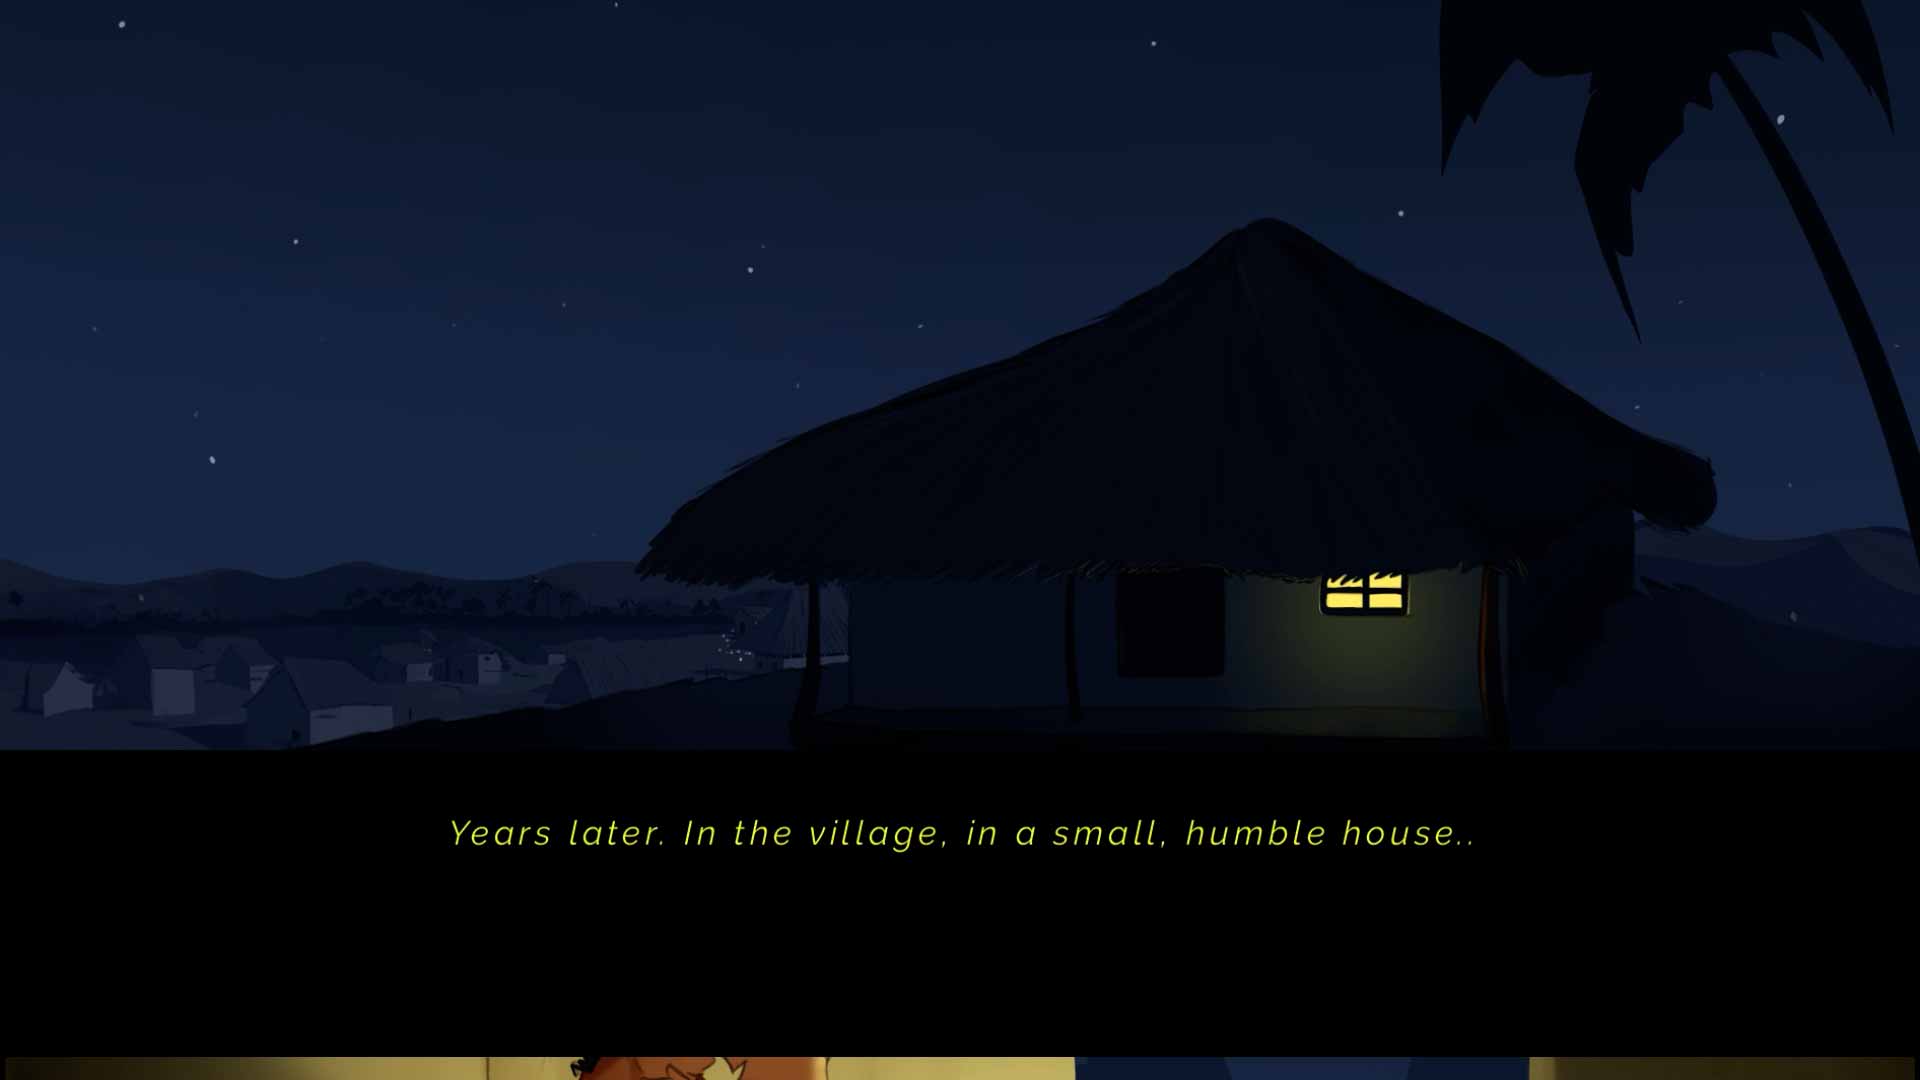 Years later. In the village, in a small, humble house..